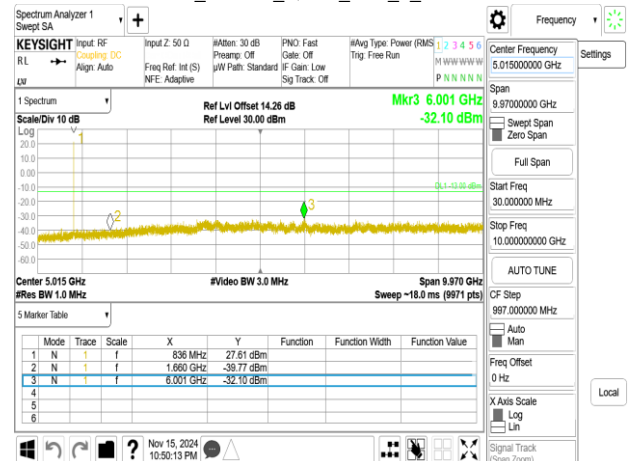 Spectrum Analyzer 1
Swept SA
Frequency
KEYSIGHT
RL
Input: RF
Coupling: DC
Align: Auto
Input Z: 50 Ω
Freq Ref: Int (S)
NFE: Adaptive
#Atten: 30 dB
Preamp: Off
µW Path: Standard
PNO: Fast
Gate: Off
IF Gain: Low
Sig Track: Off
#Avg Type: Power (RMS
Trig: Free Run
1 2 3 4 5 6
M W W W W W
P N N N N N
LXI
1 Spectrum
Scale/Div 10 dB
Ref Lvl Offset 14.26 dB
Ref Level 30.00 dBm
Mkr3 6.001 GHz
-32.10 dBm
Log
20.0
10.0
0.00
-10.0
-20.0
-30.0
-40.0
-50.0
-60.0
1
2
3
DL1 -13.00 dBm
Center 5.015 GHz
#Res BW 1.0 MHz
#Video BW 3.0 MHz
Span 9.970 GHz
Sweep ~18.0 ms (9971 pts)
5 Marker Table
Mode Trace Scale X Y Function Function Width Function Value
1 N 1 f 836 MHz 27.61 dBm
2 N 1 f 1.660 GHz -39.77 dBm
3 N 1 f 6.001 GHz -32.10 dBm
4
5
6
?
Nov 15, 2024
10:50:13 PM
Center Frequency
5.015000000 GHz
Settings
Span
9.97000000 GHz
Swept Span
Zero Span
Full Span
Start Freq
30.000000 MHz
Stop Freq
10.000000000 GHz
AUTO TUNE
CF Step
997.000000 MHz
Auto
Man
Freq Offset
0 Hz
Local
X Axis Scale
Log
Lin
Signal Track
(Span Zoom)